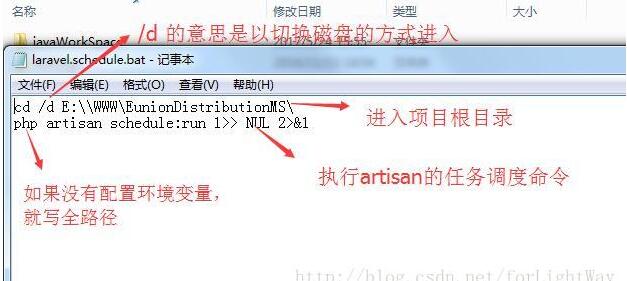 名称 修改日期 类型 大小
/d 的意思是以切换磁盘的方式进入
javaWorkSpac
laravel.schedule.bat - 记事本
文件(F) 编辑(E) 格式(O) 查看(V) 帮助(H)
cd /d E:\\WWW\EunionDistributionMS\
进入项目根目录
php artisan schedule:run 1>> NUL 2>&1
执行artisan的任务调度命令
如果没有配置环境变量,
就写全路径
http://blog.csdn.net/forLightWay